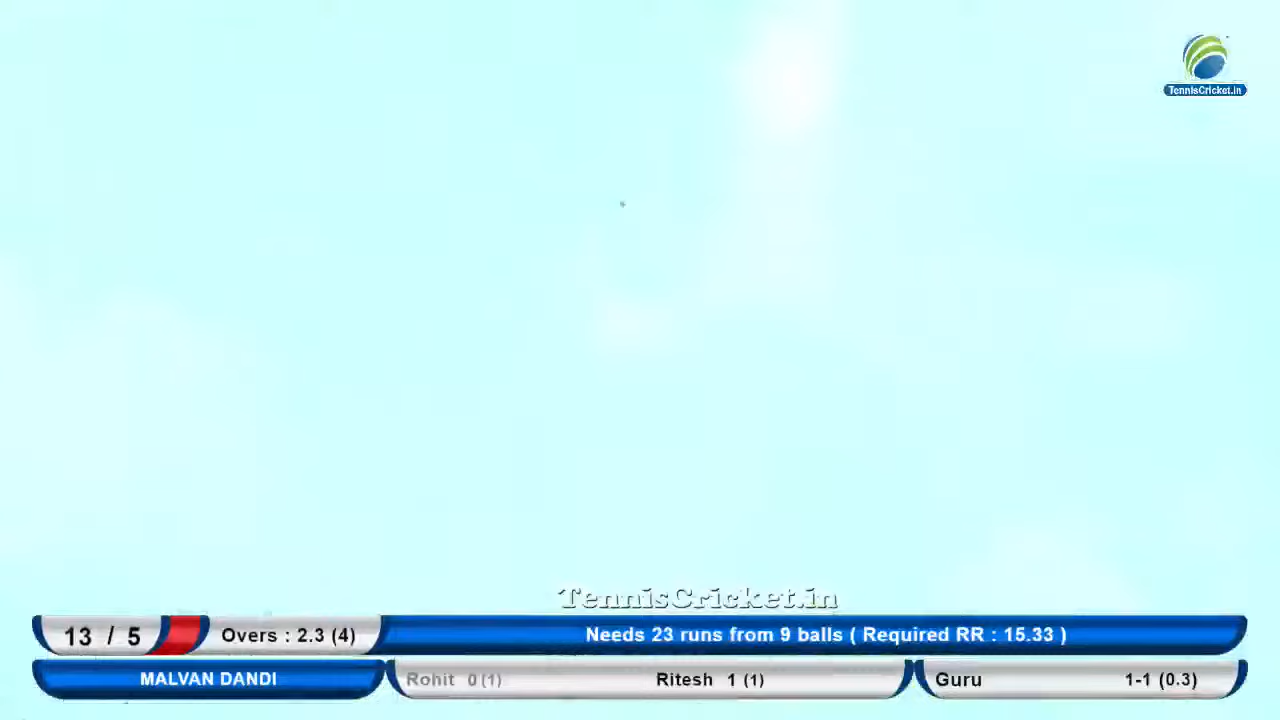 TennisCricket.in
TennisCricket.in
13 / 5 Overs : 2.3 (4) Needs 23 runs from 9 balls ( Required RR : 15.33 )
MALVAN DANDI Rohit 0 (1) Ritesh 1 (1) Guru 1-1 (0.3)